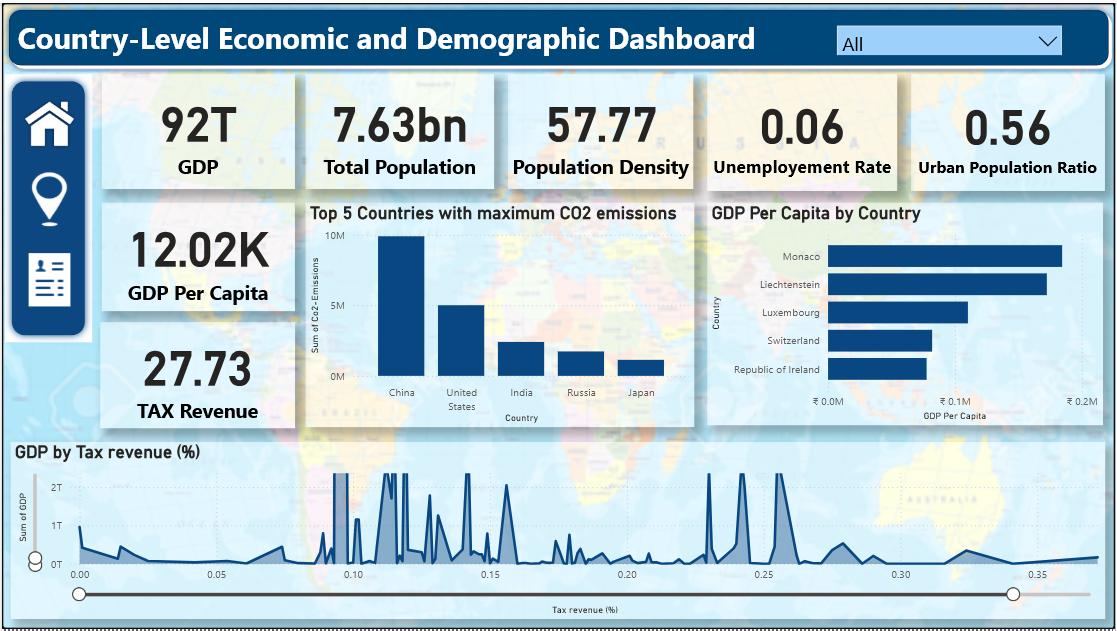 Country-Level Economic and Demographic Dashboard
All
92T
GDP
7.63bn
Total Population
57.77
Population Density
0.06
Unemployement Rate
0.56
Urban Population Ratio
12.02K
GDP Per Capita
27.73
TAX Revenue
Top 5 Countries with maximum CO2 emissions
Sum of Co2-Emissions
10M
5M
0M
China
United
States
India
Russia
Japan
Country
GDP Per Capita by Country
Country
Monaco
Liechtenstein
Luxembourg
Switzerland
Republic of Ireland
₹ 0.0M
₹ 0.1M
₹ 0.2M
GDP Per Capita
GDP by Tax revenue (%)
Sum of GDP
2T
1T
0T
0.00
0.05
0.10
0.15
0.20
0.25
0.30
0.35
Tax revenue (%)
BRAZIL
AUSTRALIA